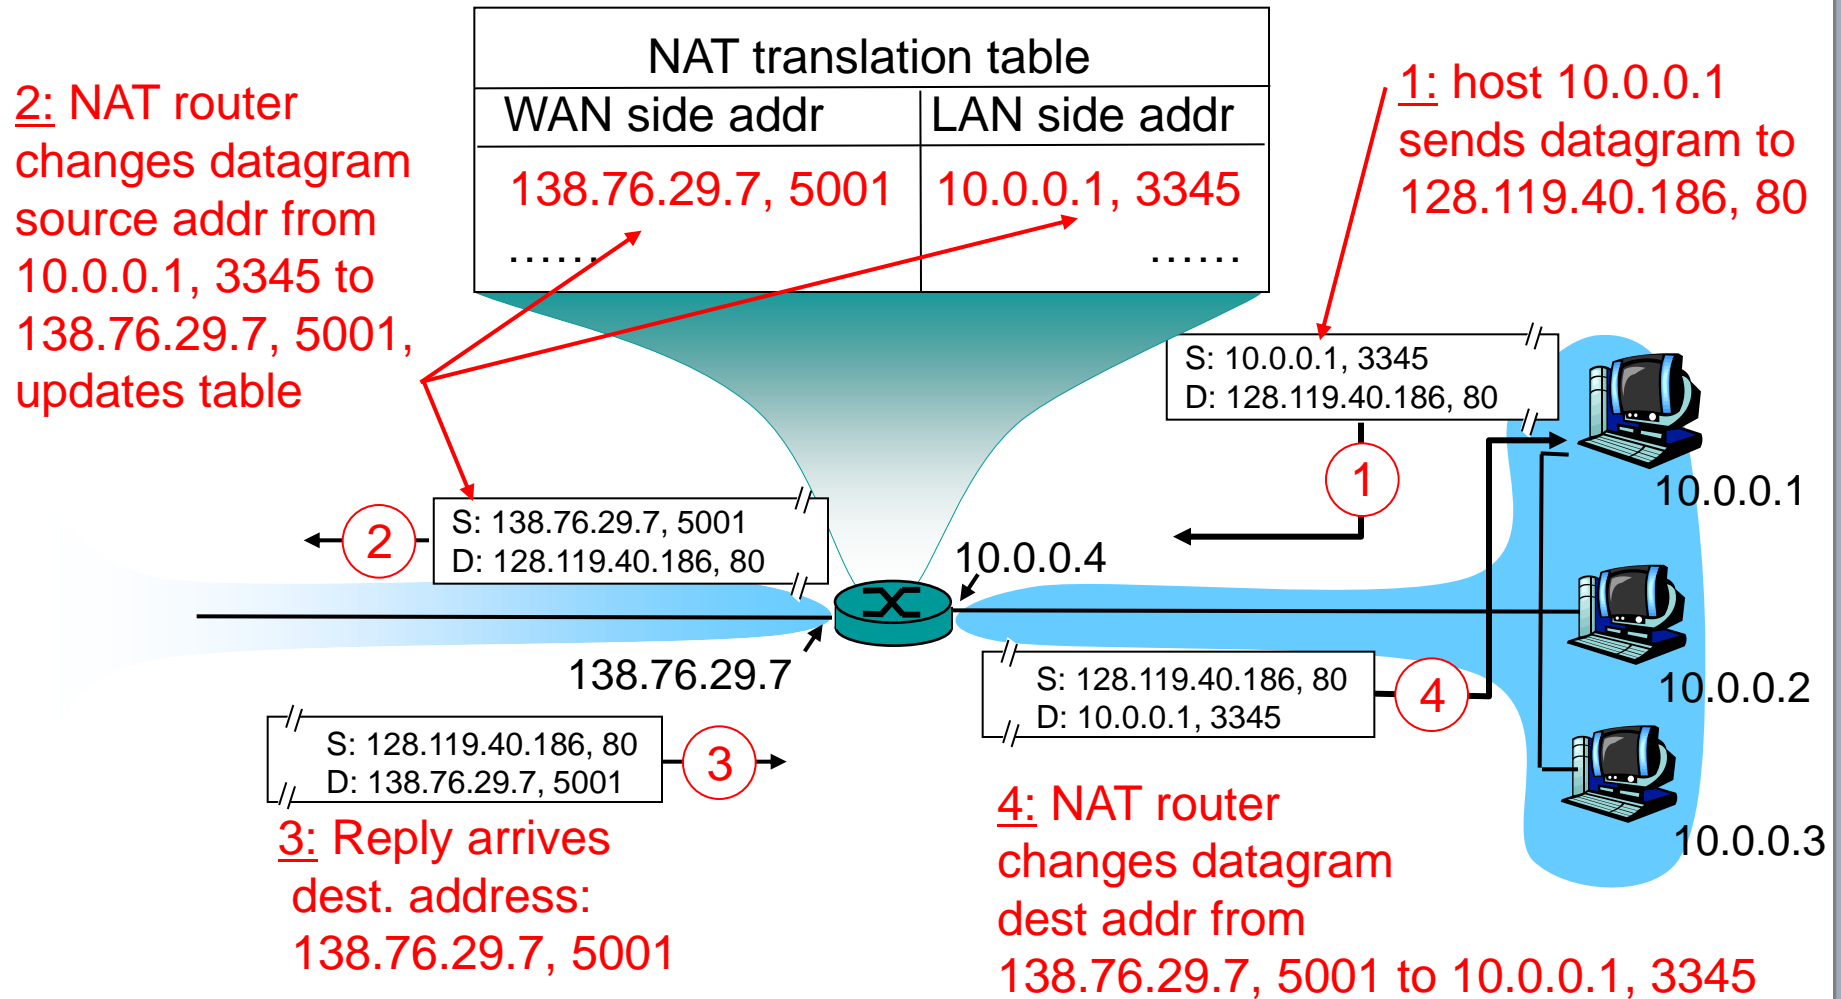 NAT translation table
WAN side addr LAN side addr
138.76.29.7, 5001 10.0.0.1, 3345
...... ......
2: NAT router
changes datagram
source addr from
10.0.0.1, 3345 to
138.76.29.7, 5001,
updates table
1: host 10.0.0.1
sends datagram to
128.119.40.186, 80
S: 10.0.0.1, 3345
D: 128.119.40.186, 80
1
10.0.0.1
S: 138.76.29.7, 5001
D: 128.119.40.186, 80
2
10.0.0.4
138.76.29.7
10.0.0.2
S: 128.119.40.186, 80
D: 10.0.0.1, 3345
4
S: 128.119.40.186, 80
D: 138.76.29.7, 5001
3
10.0.0.3
3: Reply arrives
dest. address:
138.76.29.7, 5001
4: NAT router
changes datagram
dest addr from
138.76.29.7, 5001 to 10.0.0.1, 3345